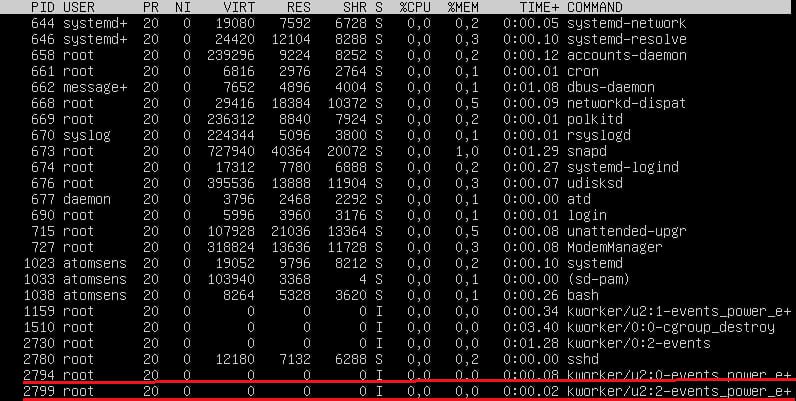 PID USER PR NI VIRT RES SHR S %CPU %MEM TIME+ COMMAND
644 systemd+ 20 0 19080 7592 6728 S 0,0 0,2 0:00.05 systemd-network
646 systemd+ 20 0 24420 12104 8288 S 0,0 0,3 0:00.10 systemd-resolve
658 root 20 0 239296 9224 8252 S 0,0 0,2 0:00.12 accounts-daemon
661 root 20 0 6816 2976 2764 S 0,0 0,1 0:00.01 cron
662 message+ 20 0 7652 4896 4004 S 0,0 0,1 0:01.08 dbus-daemon
668 root 20 0 29416 18384 10372 S 0,0 0,5 0:00.09 networkd-dispat
669 root 20 0 236312 8840 7924 S 0,0 0,2 0:00.01 polkitd
670 syslog 20 0 224344 5096 3800 S 0,0 0,1 0:00.01 rsyslogd
673 root 20 0 727940 40364 20072 S 0,0 1,0 0:01.29 snapd
674 root 20 0 17312 7780 6888 S 0,0 0,2 0:00.27 systemd-logind
676 root 20 0 395536 13888 11904 S 0,0 0,3 0:00.07 udisksd
677 daemon 20 0 3796 2468 2292 S 0,0 0,1 0:00.00 atd
690 root 20 0 5996 3960 3176 S 0,0 0,1 0:00.01 login
715 root 20 0 107928 21036 13364 S 0,0 0,5 0:00.08 unattended-upgr
727 root 20 0 318824 13636 11728 S 0,0 0,3 0:00.08 ModemManager
1023 atomsens 20 0 19052 9796 8212 S 0,0 0,2 0:00.10 systemd
1033 atomsens 20 0 103940 3368 4 S 0,0 0,1 0:00.00 (sd-pam)
1038 atomsens 20 0 8264 5328 3620 S 0,0 0,1 0:00.26 bash
1159 root 20 0 0 0 0 I 0,0 0,0 0:00.34 kworker/u2:1-events_power_e+
1510 root 20 0 0 0 0 I 0,0 0,0 0:03.40 kworker/0:0-cgroup_destroy
2730 root 20 0 0 0 0 I 0,0 0,0 0:01.28 kworker/0:2-events
2780 root 20 0 12180 7132 6288 S 0,0 0,2 0:00.00 sshd
2794 root 20 0 0 0 0 I 0,0 0,0 0:00.08 kworker/u2:0-events_power_e+
2799 root 20 0 0 0 0 I 0,0 0,0 0:00.02 kworker/u2:2-events_power_e+